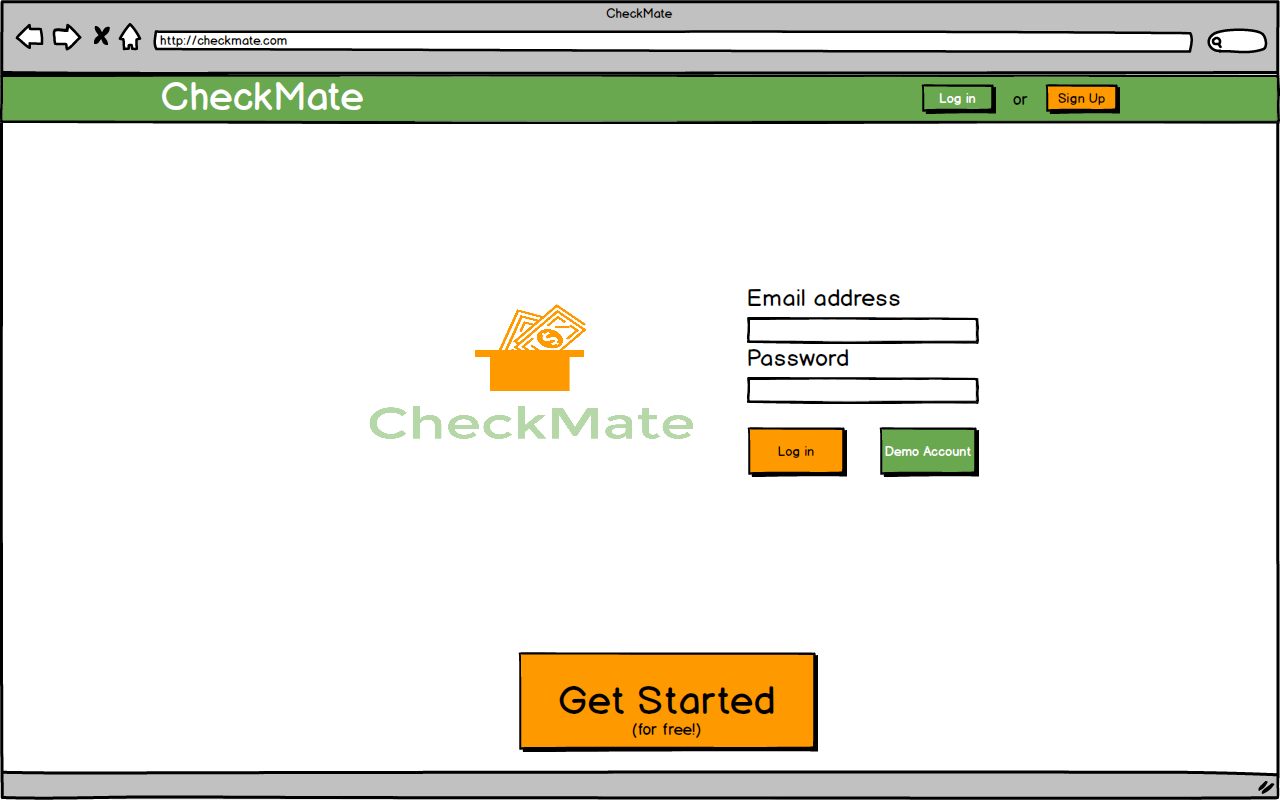 CheckMate
http://checkmate.com
CheckMate
Log in or Sign Up
Email address
Password
CheckMate
Log in Demo Account
Get Started
(for free!)